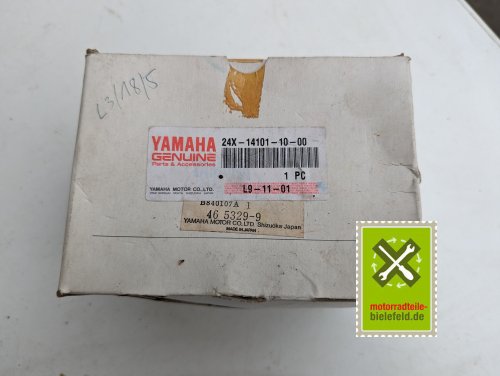 L3/18/5
YAMAHA
GENUINE
Parts & Accessories
24X-14101-10-00
1 PC
YAMAHA MOTOR CO.,LTD.
L9-11-01
B840107A 1
46 5329-9
YAMAHA MOTOR CO.,LTD. Shizuoka Japan
MADE IN JAPAN
motorradteile-
bielefeld.de